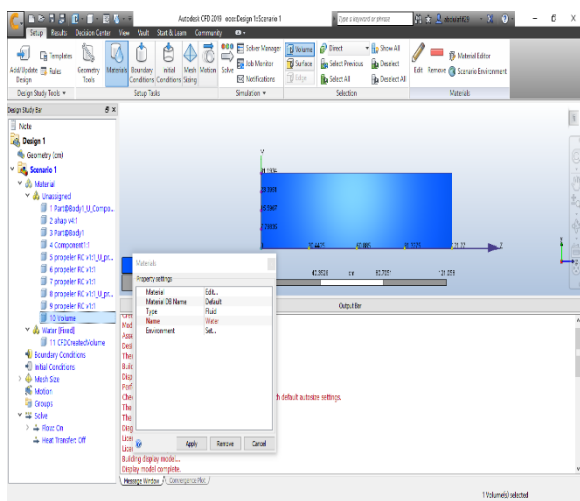 Autodesk CFD 2019 ocor.Design 1:Scenario 1
Type a keyword or phrase
Setup Results Decision Center View Vault Start & Learn Community
Add/Update Design
Templates
Rules
Geometry Tools
Materials
Boundary Conditions
Initial Conditions
Mesh Sizing
Motion
Solve
Solver Manager
Job Monitor
Notifications
Volume
Surface
Edge
Direct
Select Previous
Select All
Show All
Deselect
Deselect All
Edit
Remove
Material Editor
Scenario Environment
Design Study Tools
Setup Tasks
Simulation
Selection
Materials
Design Study Bar
Note
Design 1
Geometry (cm)
Scenario 1
Material
Unassigned
1 Part@Body1_U_Compo...
2 shap v4:1
3 Part@Body1
4 Component1:1
5 propeler RC v1:1_U_pr...
6 propeler RC v1:1
7 propeler RC v1:1
8 propeler RC v1:1_U_pr...
9 propeler RC v1:1
10 Volume
Water (Fixed)
11 CFDCreatedVolume
Boundary Conditions
Initial Conditions
Mesh Size
Motion
Groups
Solve
Flow: On
Heat Transfer: Off
Y
Z
Materials
Property settings
Material Edit...
Material DB Name Default
Type Fluid
Name Water
Environment Set...
Apply Remove Cancel
cm
Output Bar
h default autosize settings.
Building display model...
Display model complete.
Message Window Convergence Plot
1 Volume(s) selected